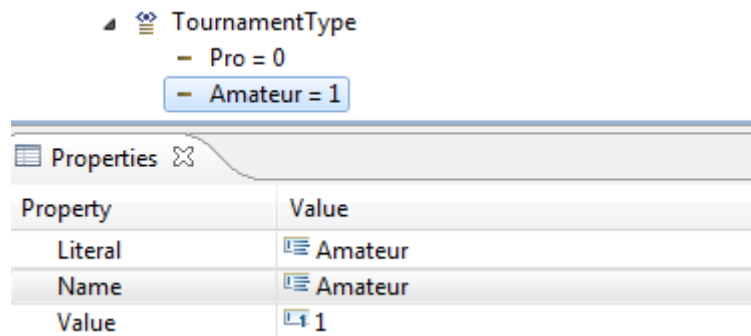 TournamentType
Pro = 0
Amateur = 1
Properties
Property Value
Literal Amateur
Name Amateur
Value 1